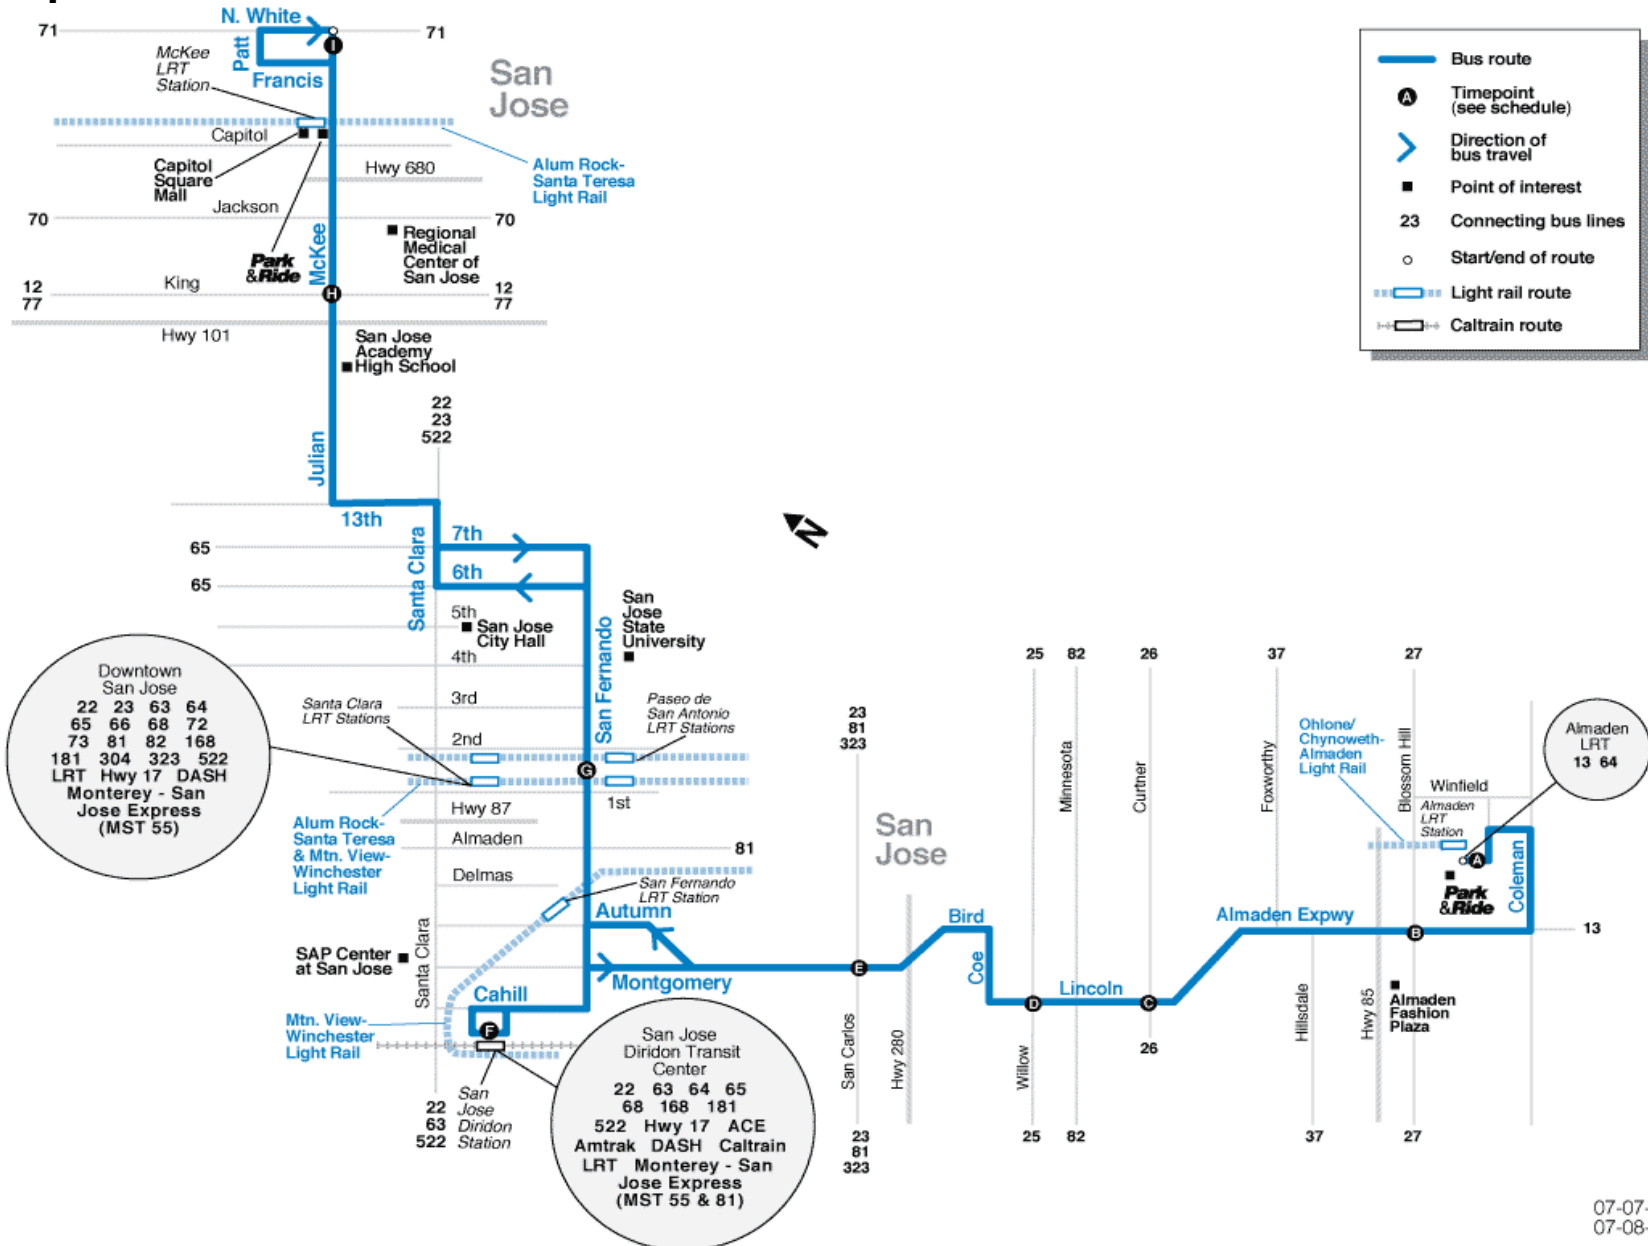 N. White
71
71
Patt
McKee
LRT
Station
Francis
I
San
Jose
Capitol
Capitol
Square
Mall
Hwy 680
Alum Rock-
Santa Teresa
Light Rail
Jackson
70
70
McKee
Regional
Medical
Center of
San Jose
Park
&Ride
King
12
77
H
12
77
Hwy 101
San Jose
Academy
High School
22
23
522
Julian
13th
Santa Clara
7th
65
6th
65
5th
San Jose
City Hall
San
Jose
State
University
4th
San Fernando
3rd
Santa Clara
LRT Stations
Paseo de
San Antonio
LRT Stations
2nd
G
1st
Downtown
San Jose
22 23 63 64
65 66 68 72
73 81 82 168
181 304 323 522
LRT Hwy 17 DASH
Monterey - San
Jose Express
(MST 55)
Hwy 87
Alum Rock-
Santa Teresa
& Mtn. View-
Winchester
Light Rail
Almaden
81
Delmas
San Fernando
LRT Station
Autumn
SAP Center
at San Jose
Santa Clara
Montgomery
Cahill
F
Mtn. View-
Winchester
Light Rail
22
63
522
San
Jose
Diridon
Station
San Jose
Diridon Transit
Center
22 63 64 65
68 168 181
522 Hwy 17 ACE
Amtrak DASH Caltrain
LRT Monterey - San
Jose Express
(MST 55 & 81)
N
23
81
323
San
Jose
E
San Carlos
23
81
323
Hwy 280
Bird
Coe
25
82
26
37
27
Minnesota
Curtner
Foxworthy
Blossom Hill
D
Lincoln
C
Willow
26
25
82
Almaden Expwy
Hillsdale
37
Hwy 85
27
B
Almaden
Fashion
Plaza
Ohlone/
Chynoweth-
Almaden
Light Rail
Winfield
Almaden
LRT
Station
A
Park
&Ride
Coleman
13
Almaden
LRT
13 64
Bus route
A
Timepoint
(see schedule)
Direction of
bus travel
Point of interest
23
Connecting bus lines
Start/end of route
Light rail route
Caltrain route
07-07-
07-08-